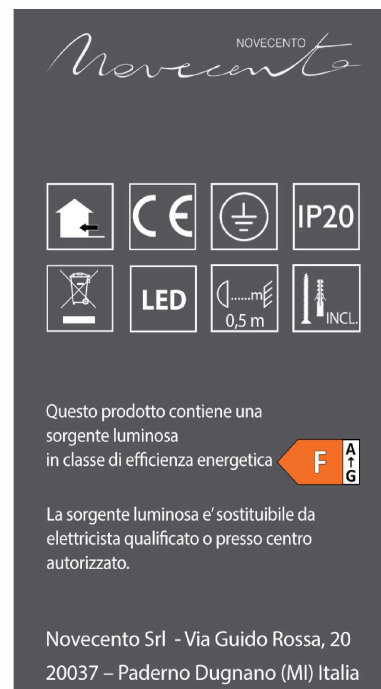 NOVECENTO
Novecento
CE
IP20
LED
m
0,5 m
INCL.
Questo prodotto contiene una
sorgente luminosa
in classe di efficienza energetica
F
A
G
La sorgente luminosa e' sostituibile da
elettricista qualificato o presso centro
autorizzato.
Novecento Srl - Via Guido Rossa, 20
20037 – Paderno Dugnano (MI) Italia